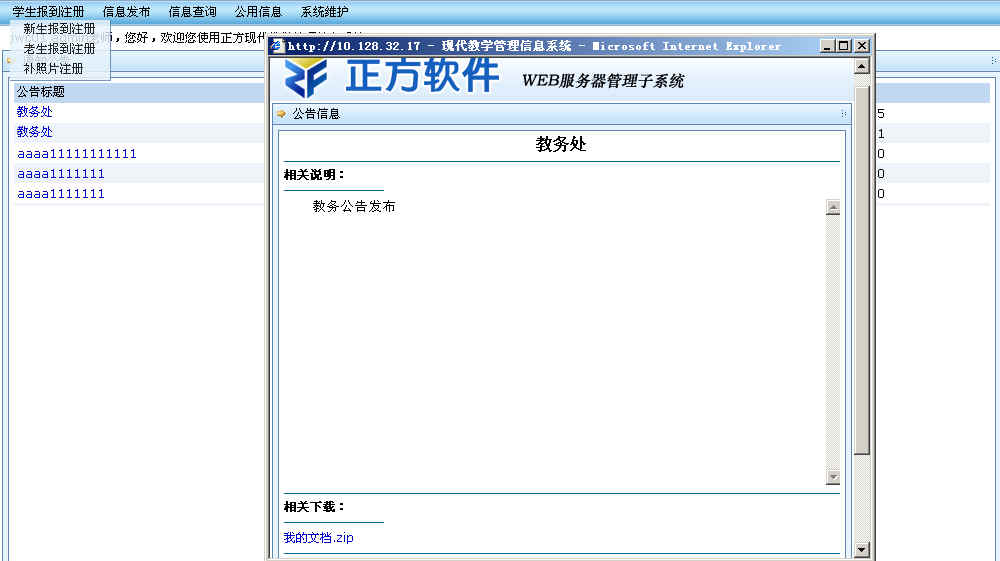 学生报到注册 信息发布 信息查询 公用信息 系统维护
新生报到注册
老生报到注册
补照片注册
师，您好，欢迎您使用正方现代
公告标题
教务处
教务处
aaaa11111111111
aaaa1111111
aaaa1111111
5
1
0
0
0
http://10.128.32.17 - 现代教学管理信息系统 - Microsoft Internet Explorer
ZF 正方软件 WEB服务器管理子系统
公告信息
教务处
相关说明：
教务公告发布
相关下载：
我的文档.zip